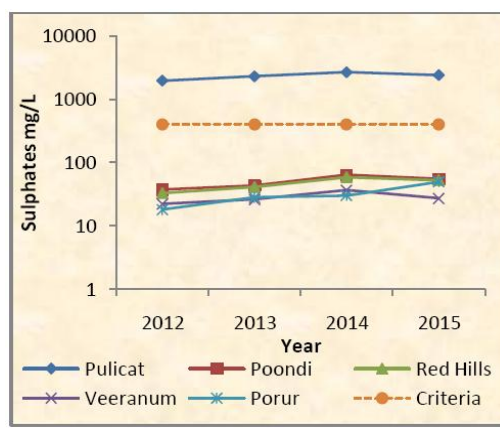 Sulphates mg/L
10000
1000
100
10
1
2012 2013 2014 2015
Year
Pulicat Poondi Red Hills
Veeranum Porur Criteria